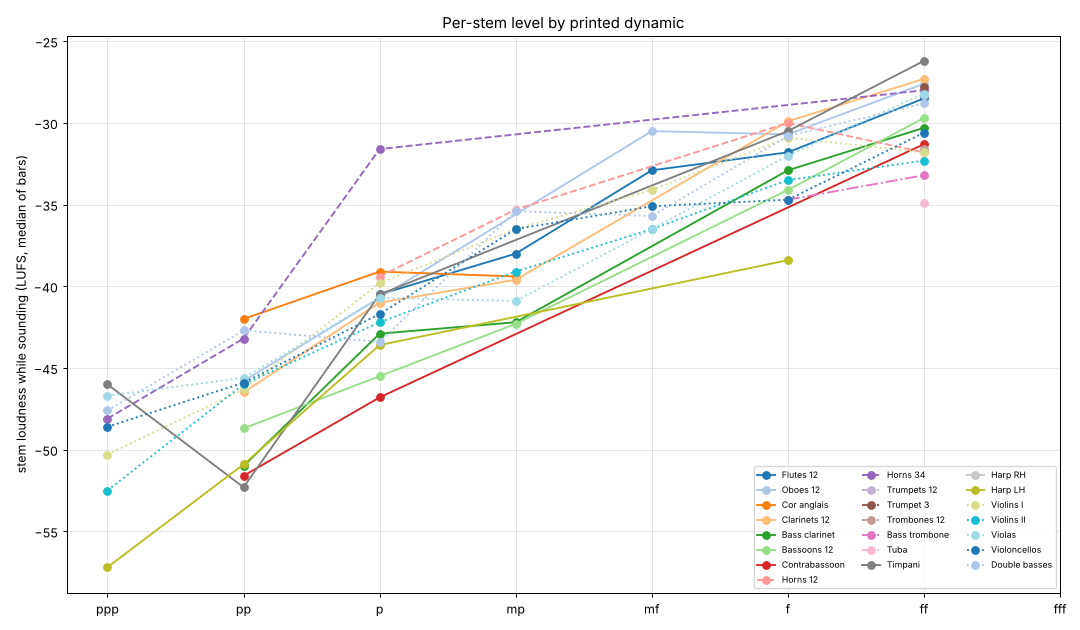 Per-stem level by printed dynamic
stem loudness while sounding (LUFS, median of bars)
−25
−30
−35
−40
−45
−50
−55
ppp
pp
p
mp
mf
f
ff
fff
Flutes 12
Oboes 12
Cor anglais
Clarinets 12
Bass clarinet
Bassoons 12
Contrabassoon
Horns 12
Horns 34
Trumpets 12
Trumpet 3
Trombones 12
Bass trombone
Tuba
Timpani
Harp RH
Harp LH
Violins I
Violins II
Violas
Violoncellos
Double basses